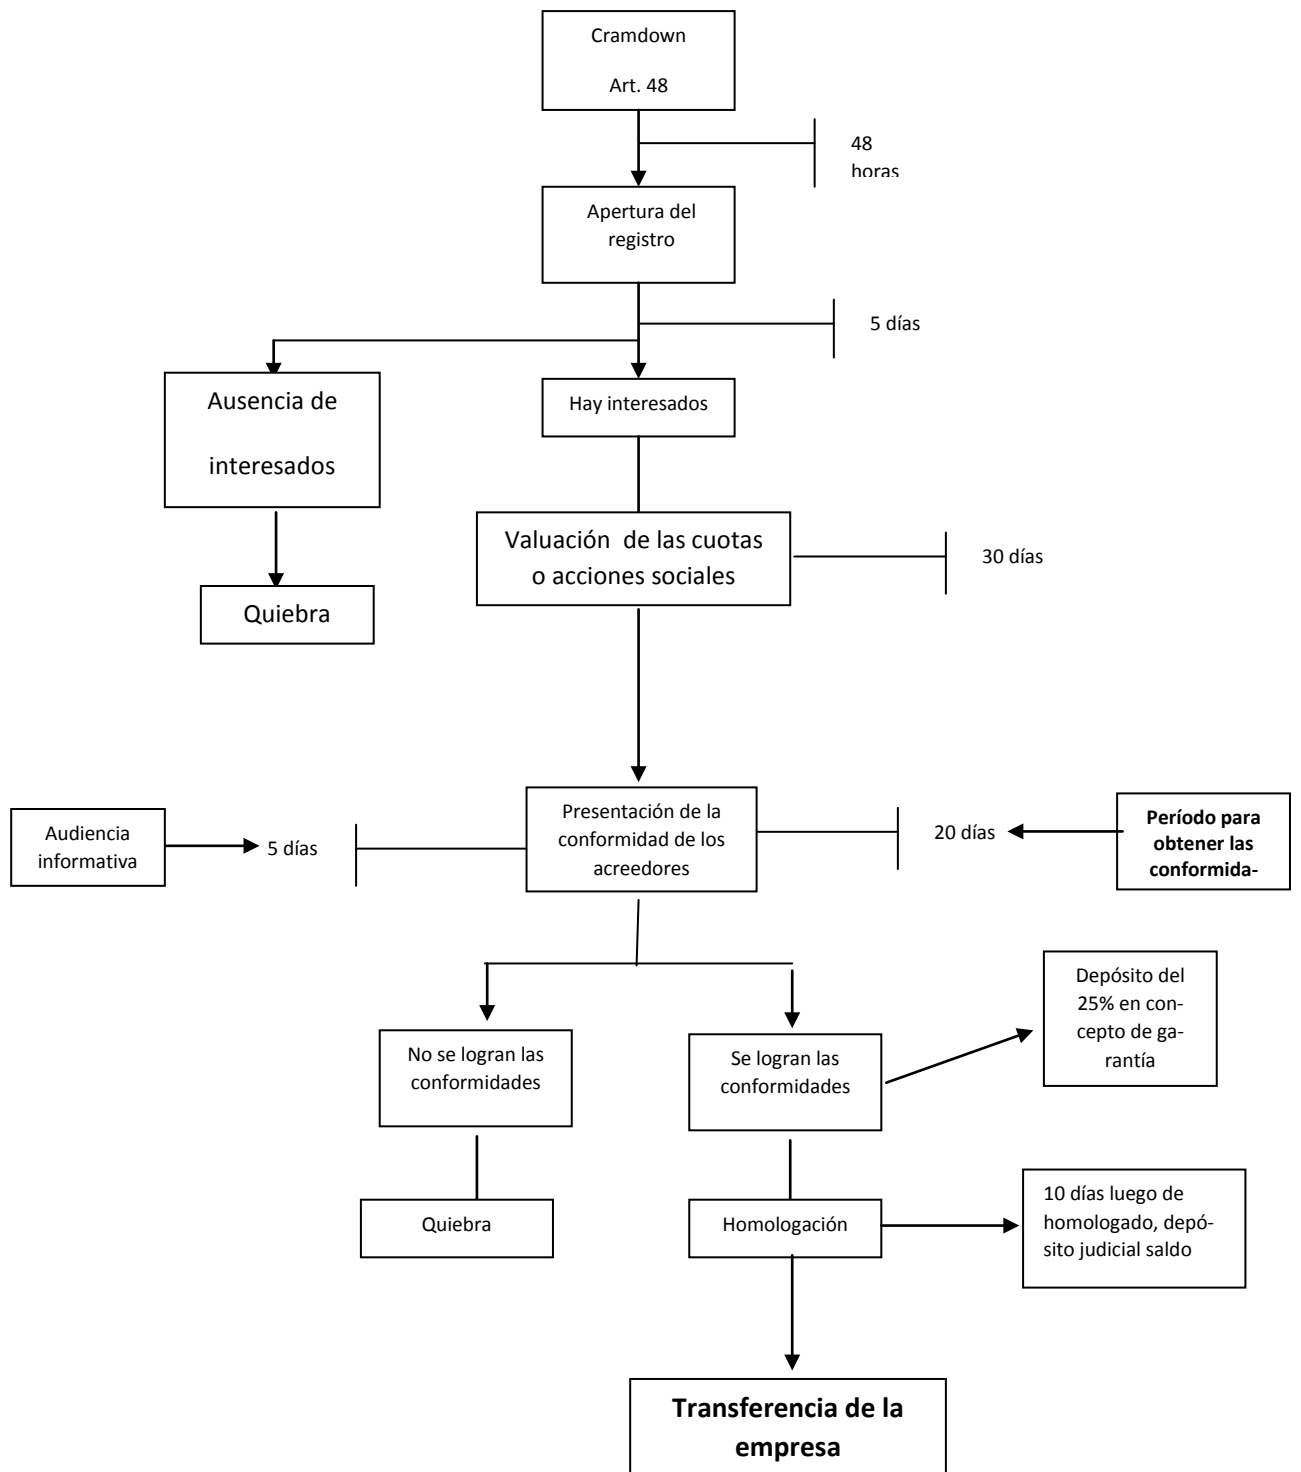 Cramdown
Art. 48
48
horas
Apertura del
registro
5 días
Ausencia de
interesados
Hay interesados
Valuación de las cuotas
o acciones sociales
30 días
Quiebra
Audiencia
informativa
5 días
Presentación de la
conformidad de los
acreedores
20 días
Período para
obtener las
conformida-
No se logran las
conformidades
Se logran las
conformidades
Depósito del
25% en con-
cepto de ga-
rantía
Quiebra
Homologación
10 días luego de
homologado, depó-
sito judicial saldo
Transferencia de la
empresa